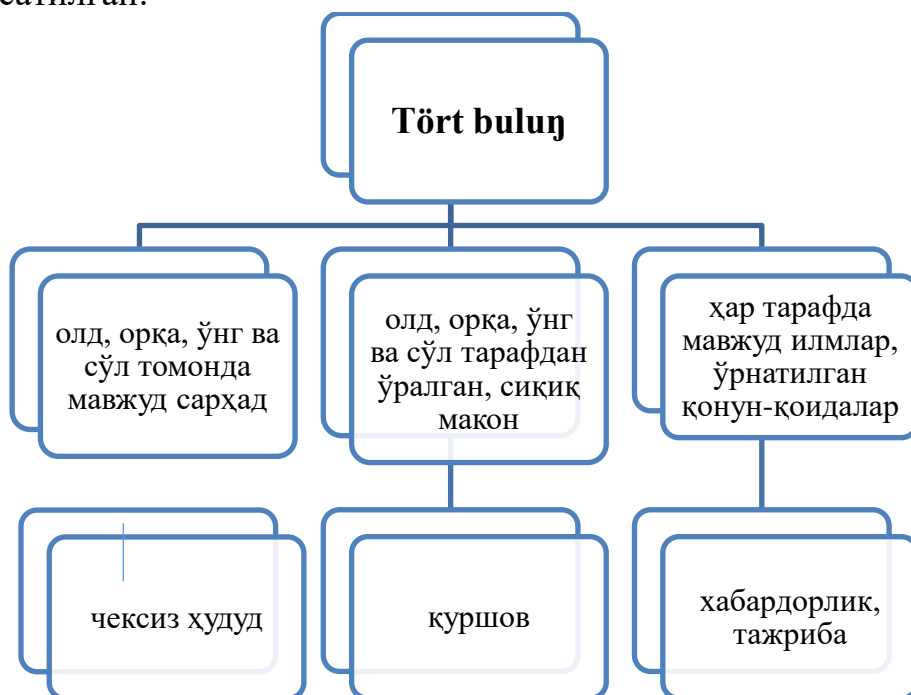 Tört buluŋ
олд, орқа, ўнг ва
сўл томонда
мавжуд сарҳад
олд, орқа, ўнг
ва сўл тарафдан
ўралган, сиқиқ
макон
ҳар тарафда
мавжуд илмлар,
ўрнатилган
қонун-қоидалар
чексиз ҳудуд
қуршов
хабардорлик,
тажриба